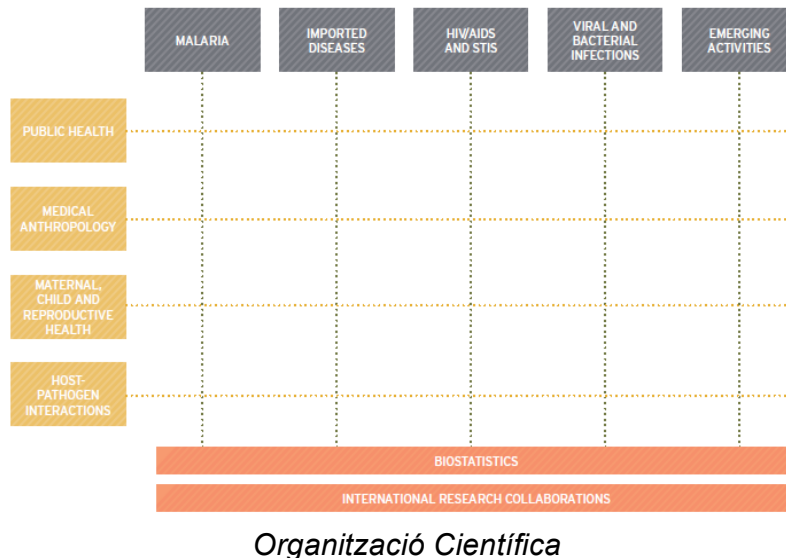 MALARIA
IMPORTED
DISEASES
HIV/AIDS
AND STIS
VIRAL AND
BACTERIAL
INFECTIONS
EMERGING
ACTIVITIES
PUBLIC HEALTH
MEDICAL
ANTHROPOLOGY
MATERNAL,
CHILD AND
REPRODUCTIVE
HEALTH
HOST-
PATHOGEN
INTERACTIONS
BIOSTATISTICS
INTERNATIONAL RESEARCH COLLABORATIONS
Organització Científica